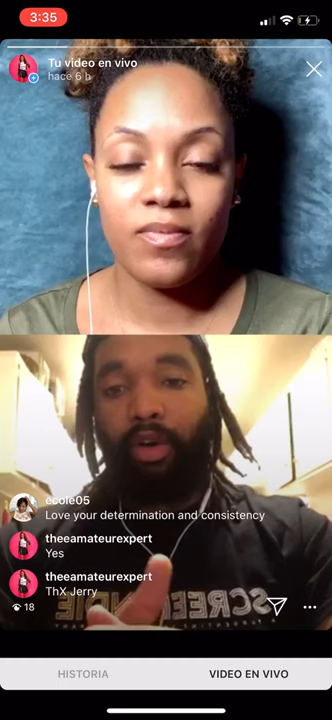 3:35
Tu video en vivo
hace 6 h
ecole05
Love your determination and consistency
theeamateurexpert
Yes
theeamateurexpert
ThX Jerry
18
HISTORIA
VIDEO EN VIVO